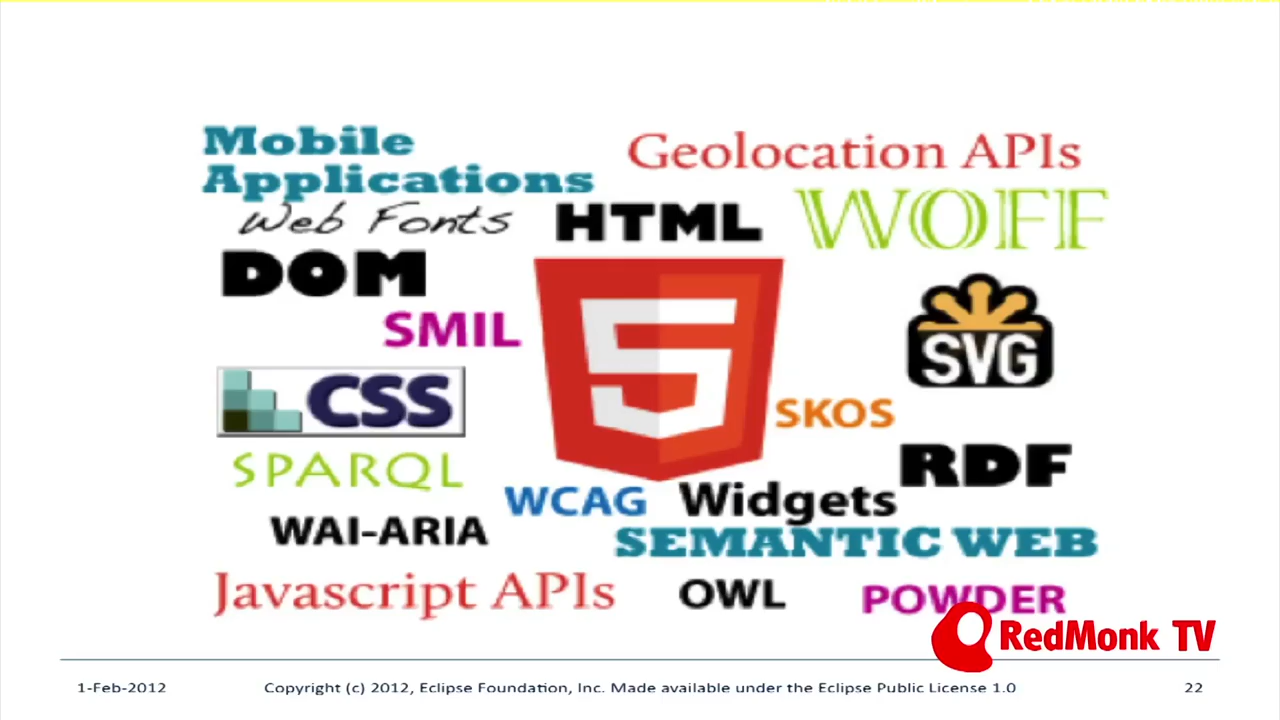 Mobile
Applications
Geolocation APIs
Web Fonts
HTML
WOFF
DOM
SMIL
5
SVG
CSS
SKOS
SPARQL
RDF
WCAG
Widgets
WAI-ARIA
SEMANTIC WEB
Javascript APIs
OWL
POWDER
RedMonk TV
1-Feb-2012
Copyright (c) 2012, Eclipse Foundation, Inc. Made available under the Eclipse Public License 1.0
22